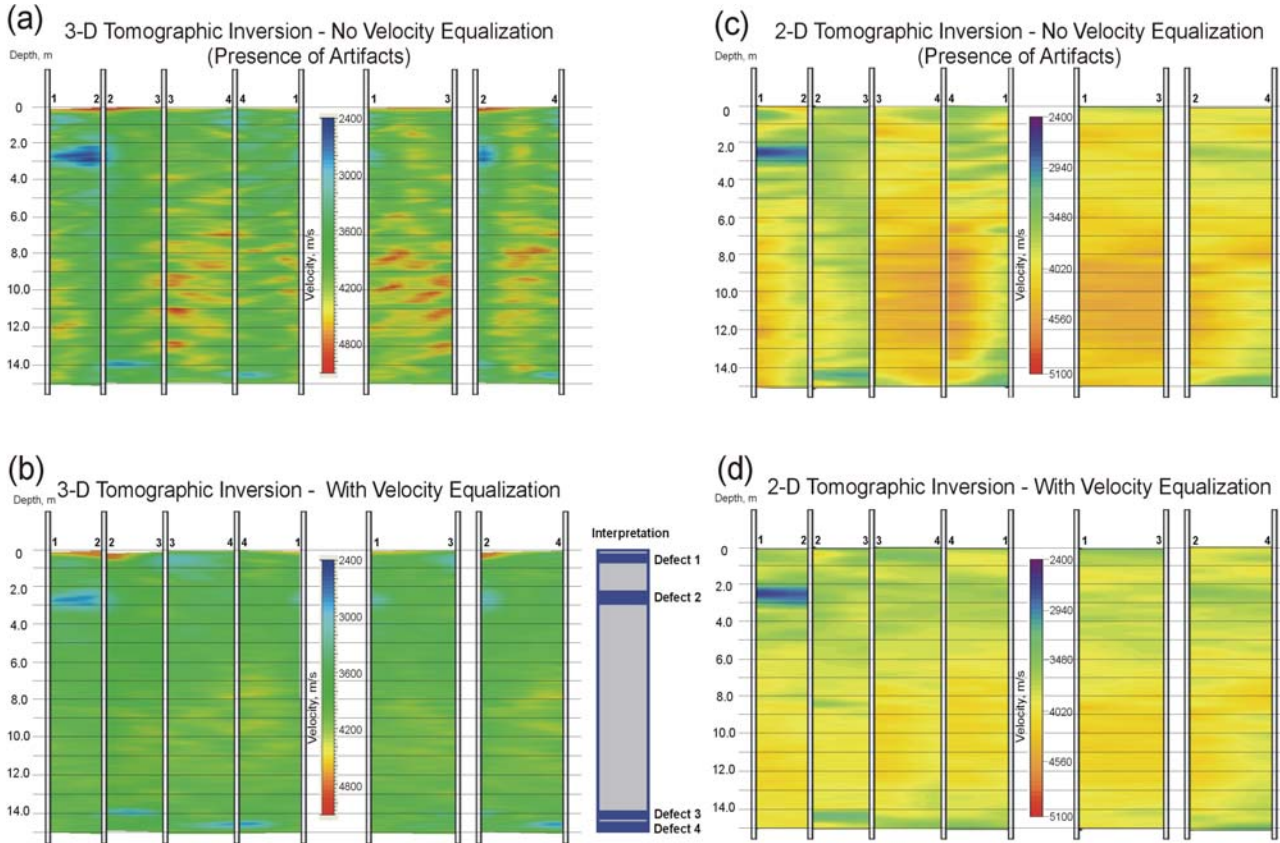 (a)
3-D Tomographic Inversion - No Velocity Equalization
(Presence of Artifacts)
Depth, m
1 2 2 3 3 4 4 1 1 3 2 4
0
2.0
4.0
6.0
8.0
10.0
12.0
14.0
Velocity, m/s
2400
3000
3600
4200
4800
(c)
2-D Tomographic Inversion - No Velocity Equalization
(Presence of Artifacts)
Depth, m
1 2 2 3 3 4 4 1 1 3 2 4
0
2.0
4.0
6.0
8.0
10.0
12.0
14.0
Velocity, m/s
2400
2940
3480
4020
4560
5100
(b)
3-D Tomographic Inversion - With Velocity Equalization
Depth, m
1 2 2 3 3 4 4 1 1 3 2 4
0
2.0
4.0
6.0
8.0
10.0
12.0
14.0
Velocity, m/s
2400
3000
3600
4200
4800
Interpretation
Defect 1
Defect 2
Defect 3
Defect 4
(d)
2-D Tomographic Inversion - With Velocity Equalization
Depth, m
1 2 2 3 3 4 4 1 1 3 2 4
0
2.0
4.0
6.0
8.0
10.0
12.0
14.0
Velocity, m/s
2400
2940
3480
4020
4560
5100